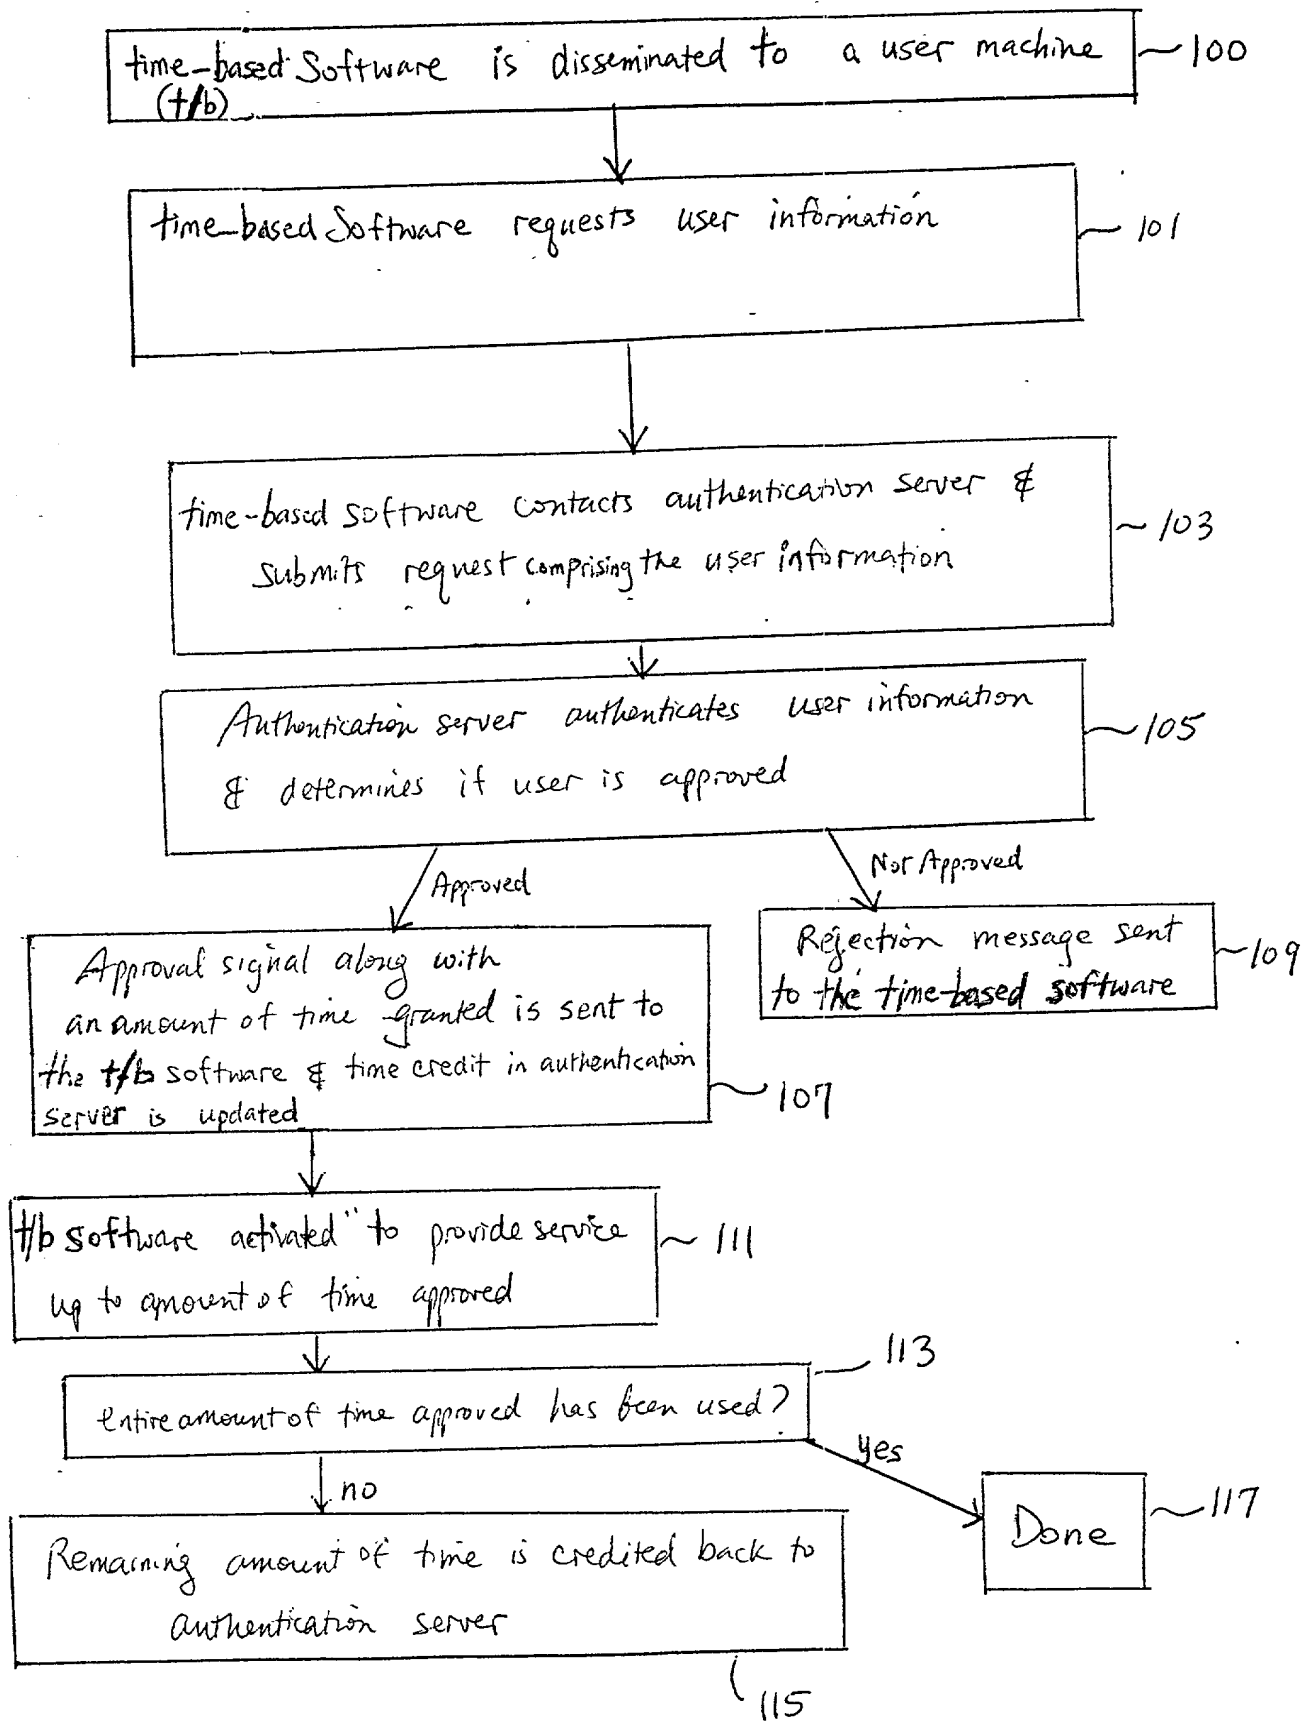 time-based Software is disseminated to a user machine 100
(t/b)
time-based Software requests user information
101
time-based Software contacts authentication server &
103
submits request comprising the user information
Authentication server authenticates user information
105
& determines if user is approved
Approved
Not Approved
Rejection message sent
109
to the time-based software
Approval signal along with
an amount of time granted is sent to
the t/b software & time credit in authentication
107
server is updated
t/b software activated to provide service
111
up to amount of time approved
113
entire amount of time approved has been used?
yes
no
117
Done
Remaining amount of time is credited back to
authentication server
115